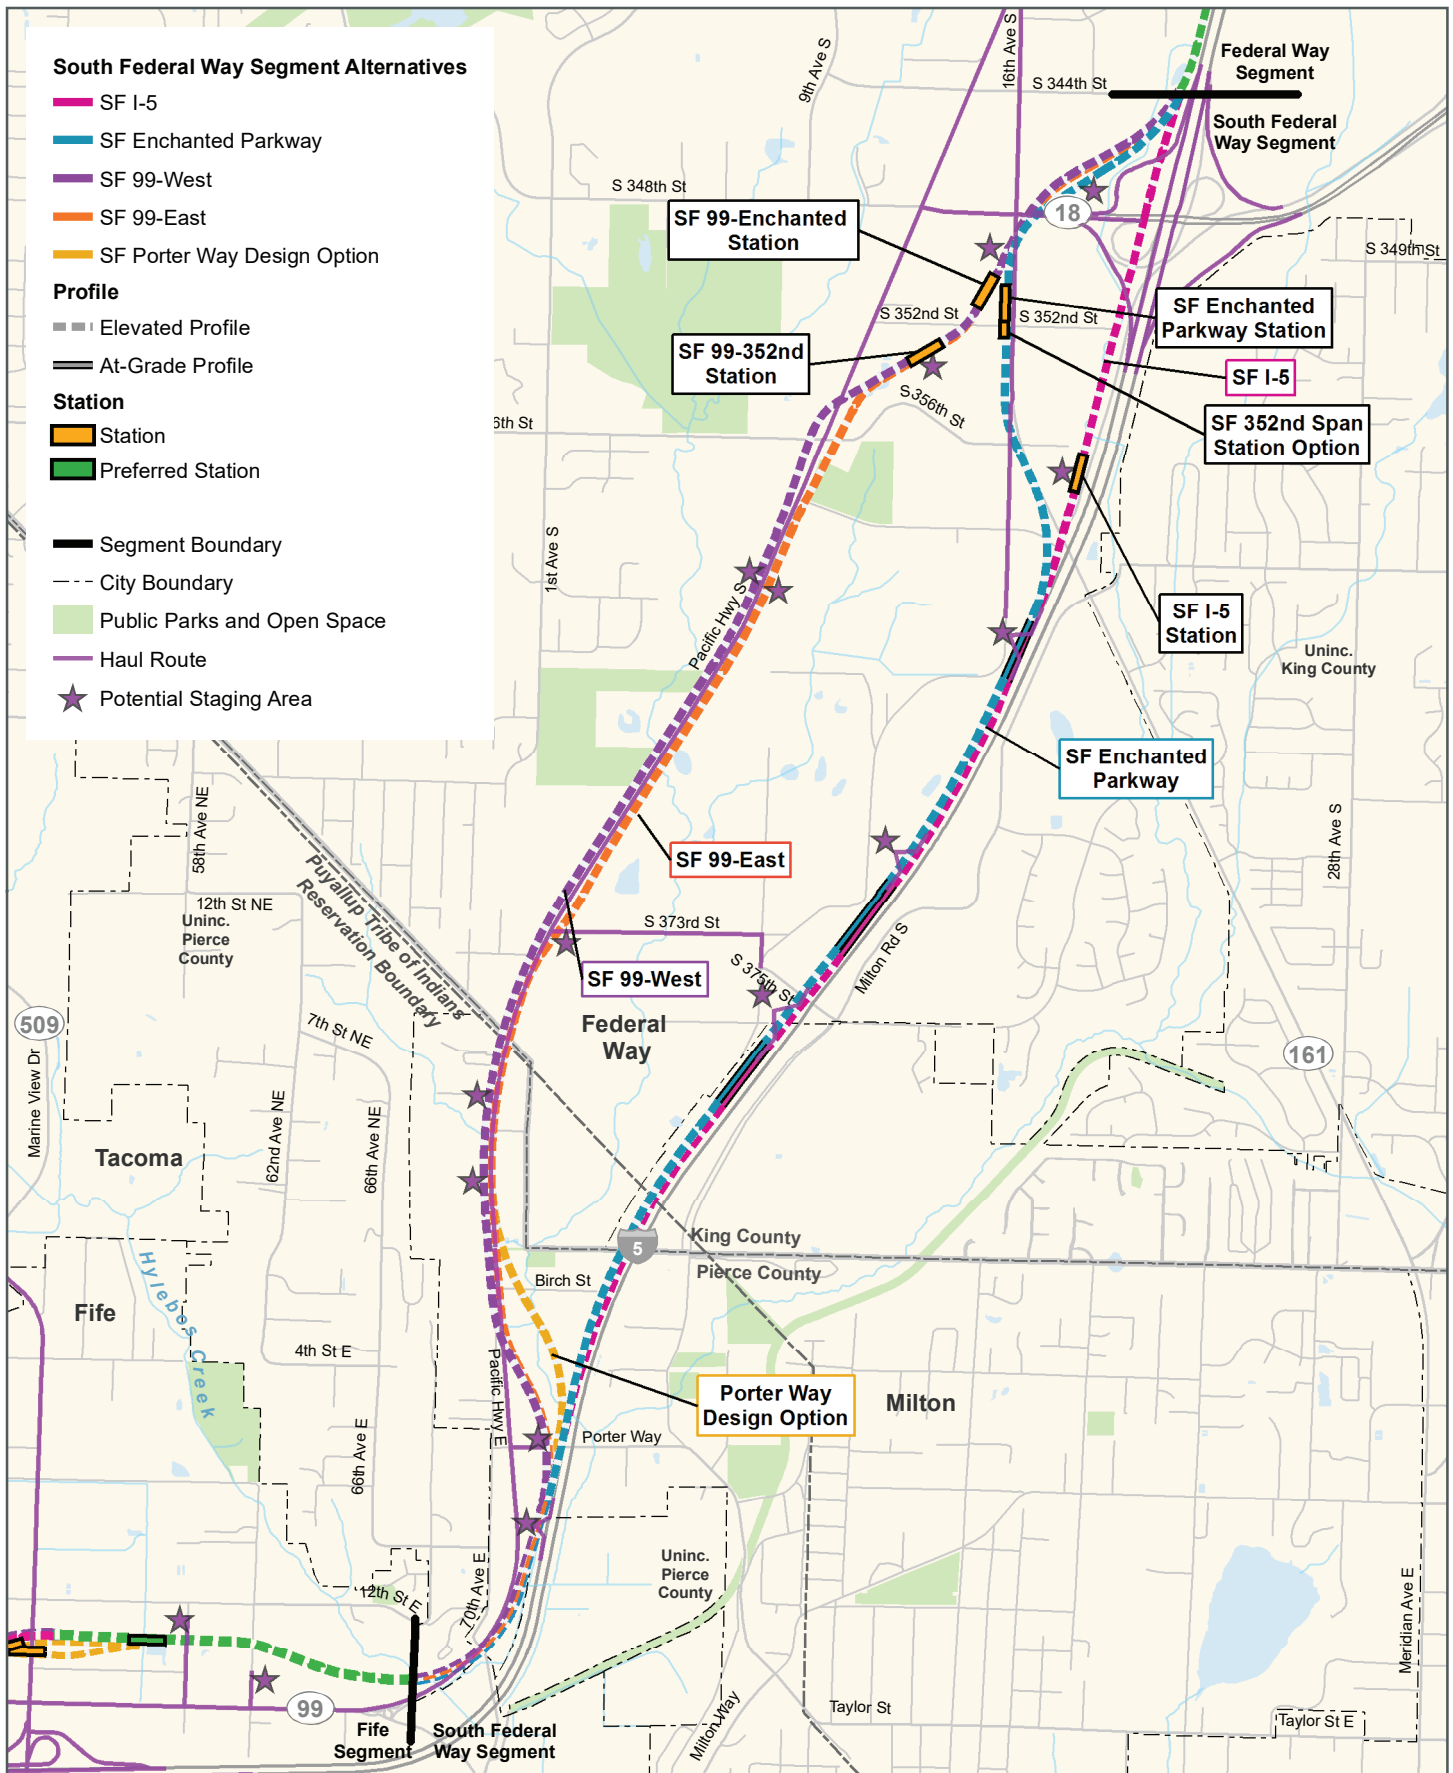 South Federal Way Segment Alternatives
SF I-5
SF Enchanted Parkway
SF 99-West
SF 99-East
SF Porter Way Design Option
Profile
Elevated Profile
At-Grade Profile
Station
Station
Preferred Station
Segment Boundary
City Boundary
Public Parks and Open Space
Haul Route
Potential Staging Area
9th Ave S
16th Ave S
S 344th St
Federal Way
Segment
South Federal
Way Segment
S 348th St
18
S 349th St
SF 99-Enchanted
Station
S 352nd St
S 352nd St
SF Enchanted
Parkway Station
SF 99-352nd
Station
SF I-5
S 356th St
6th St
SF 352nd Span
Station Option
1st Ave S
Pacific Hwy S
SF I-5
Station
Uninc.
King County
SF Enchanted
Parkway
58th Ave NE
28th Ave S
SF 99-East
Puyallup Tribe of Indians
Reservation Boundary
12th St NE
Uninc.
Pierce
County
S 373rd St
Milton Rd S
S 375th St
SF 99-West
509
Marine View Dr
7th St NE
Federal
Way
161
62nd Ave NE
66th Ave NE
Tacoma
King County
Pierce County
5
Hylebos Creek
Birch St
Fife
4th St E
Pacific Hwy E
Porter Way
Design Option
Milton
Porter Way
66th Ave E
Uninc.
Pierce
County
12th St E
70th Ave E
Meridian Ave E
99
Fife
Segment
South Federal
Way Segment
Milton Way
Taylor St
Taylor St E